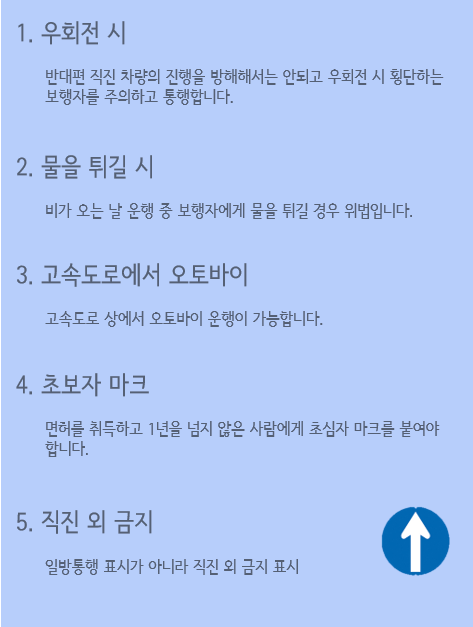 1. 우회전 시
반대편 직진 차량의 진행을 방해해서는 안되고 우회전 시 횡단하는
보행자를 주의하고 통행합니다.
2. 물을 튀길 시
비가 오는 날 운행 중 보행자에게 물을 튀길 경우 위법입니다.
3. 고속도로에서 오토바이
고속도로 상에서 오토바이 운행이 가능합니다.
4. 초보자 마크
면허를 취득하고 1년을 넘지 않은 사람에게 초심자 마크를 붙여야
합니다.
5. 직진 외 금지
일방통행 표시가 아니라 직진 외 금지 표시